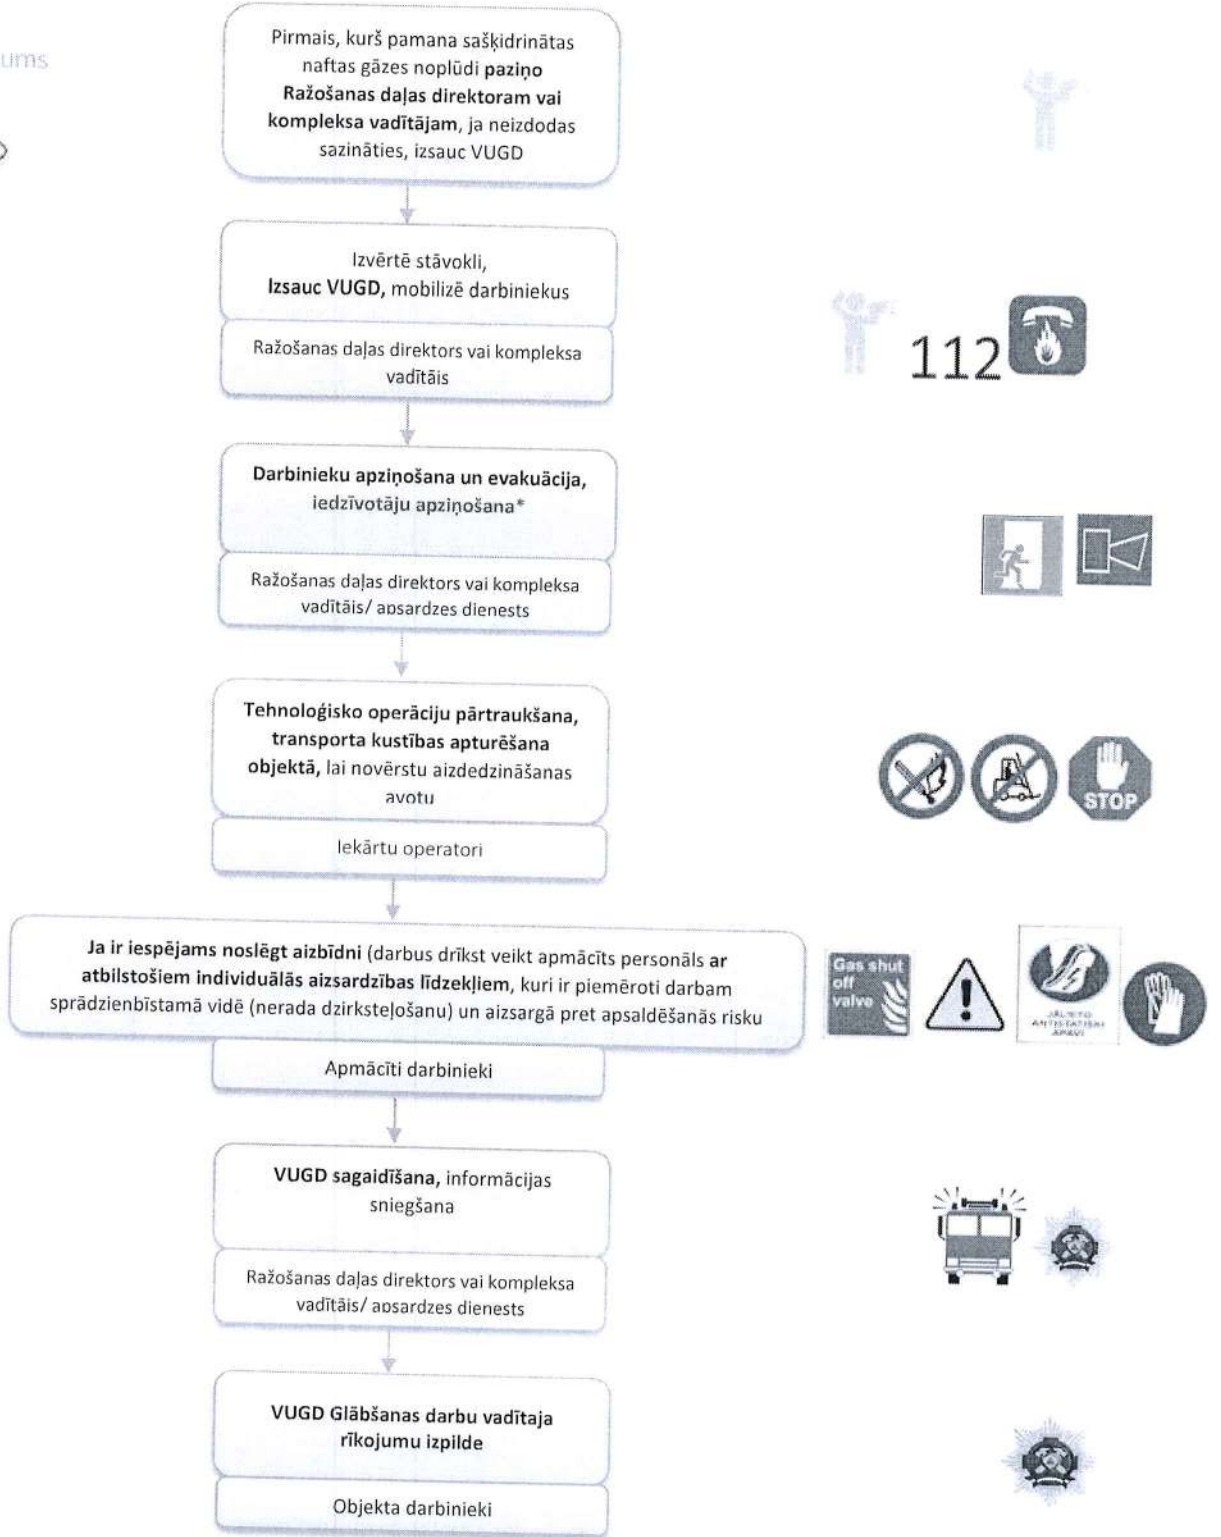 ums
Pirmais, kurš pamana sašķidrinātas
naftas gāzes noplūdi paziņo
Ražošanas daļas direktoram vai
kompleksa vadītājam, ja neizdodas
sazināties, izsauc VUGD
Izvērtē stāvokli,
Izsauc VUGD, mobilizē darbiniekus
Ražošanas daļas direktors vai kompleksa
vadītājs
112
Darbinieku apziņošana un evakuācija,
iedzīvotāju apziņošana*
Ražošanas daļas direktors vai kompleksa
vadītājs/ apsardzes dienests
Tehnoloģisko operāciju pārtraukšana,
transporta kustības apturēšana
objektā, lai novērstu aizdedzināšanas
avotu
Iekārtu operatori
STOP
Ja ir iespējams noslēgt aizbīdni (darbus drīkst veikt apmācīts personāls ar
atbilstošiem individuālās aizsardzības līdzekļiem, kuri ir piemēroti darbam
sprādzienbīstamā vidē (nerada dzirksteļošanu) un aizsargā pret apsaldēšanās risku
Apmācīti darbinieki
Gas shut
off
valve
VUGD sagaidīšana, informācijas
sniegšana
Ražošanas daļas direktors vai kompleksa
vadītājs/ apsardzes dienests
VUGD Glābšanas darbu vadītaja
rīkojumu izpilde
Objekta darbinieki